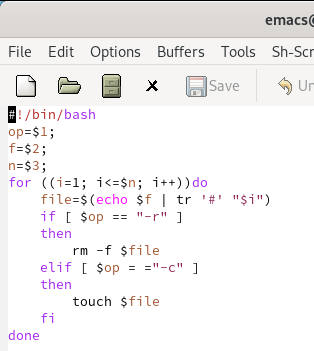 emacs@
File Edit Options Buffers Tools Sh-Scr
Save Un
#!/bin/bash
op=$1;
f=$2;
n=$3;
for ((i=1; i<=$n; i++))do
    file=$(echo $f | tr '#' "$i")
    if [ $op == "-r" ]
    then
        rm -f $file
    elif [ $op = ="-c" ]
    then
        touch $file
    fi
done